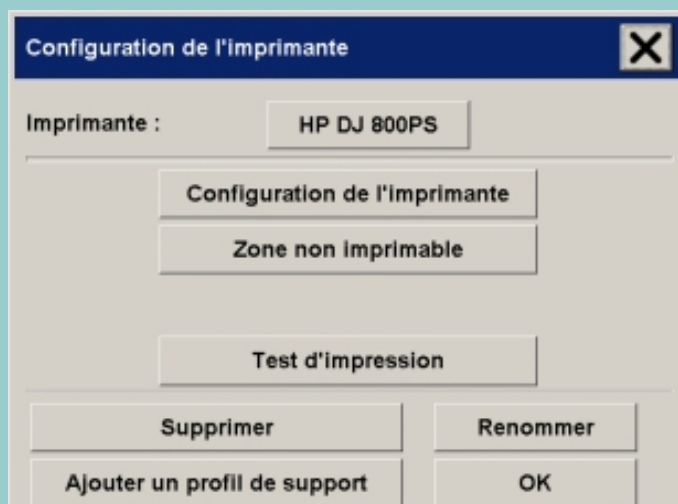 Configuration de l'imprimante
Imprimante : HP DJ 800PS
Configuration de l'imprimante
Zone non imprimable
Test d'impression
Supprimer Renommer
Ajouter un profil de support OK